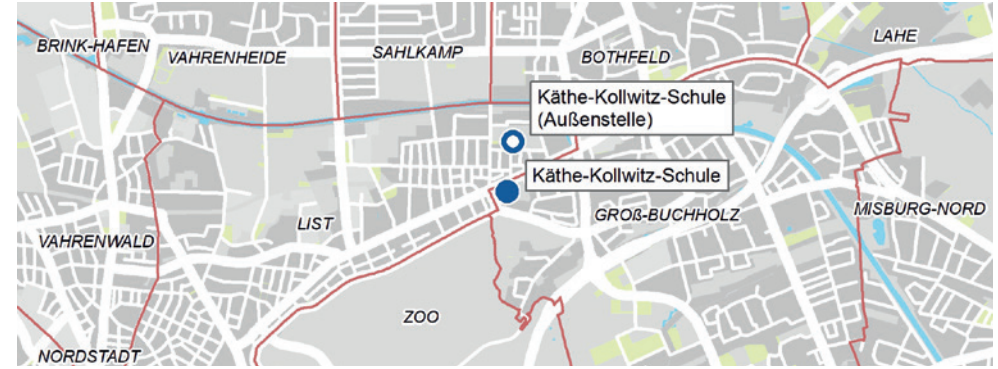 BRINK-HAFEN
VAHRENHEIDE
SAHLKAMP
BOTHFELD
LAHE
Käthe-Kollwitz-Schule
(Außenstelle)
Käthe-Kollwitz-Schule
LIST
GROß-BUCHHOLZ
MISBURG-NORD
VAHRENWALD
ZOO
NORDSTADT